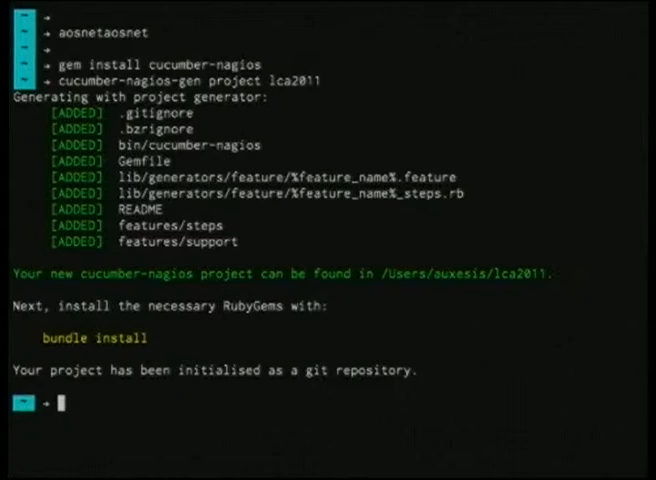 ~ →
~ → aosnetaosnet
~ →
~ → gem install cucumber-nagios
~ → cucumber-nagios-gen project lca2011
Generating with project generator:
[ADDED] .gitignore
[ADDED] .bzrignore
[ADDED] bin/cucumber-nagios
[ADDED] Gemfile
[ADDED] lib/generators/feature/%feature_name%.feature
[ADDED] lib/generators/feature/%feature_name%_steps.rb
[ADDED] README
[ADDED] features/steps
[ADDED] features/support
Your new cucumber-nagios project can be found in /Users/auxesis/lca2011.
Next, install the necessary RubyGems with:
bundle install
Your project has been initialised as a git repository.
~ →